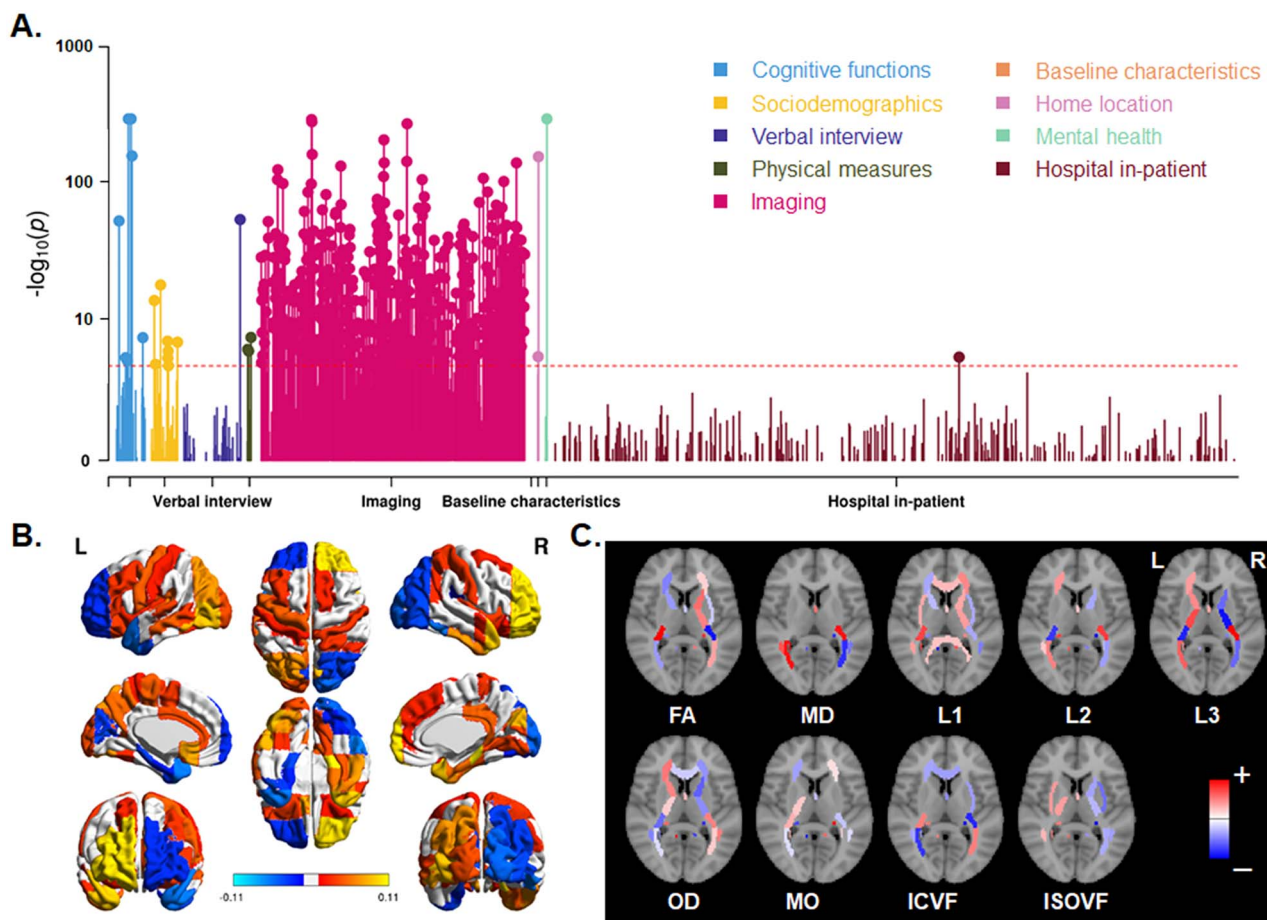 A.
1000
100
10
0
-log10(p)
Cognitive functions
Sociodemographics
Verbal interview
Physical measures
Imaging
Baseline characteristics
Home location
Mental health
Hospital in-patient
Verbal interview Imaging Baseline characteristics Hospital in-patient
B. L R
-0.11 0.11
C. L R
FA MD L1 L2 L3
OD MO ICVF ISOVF
+
–